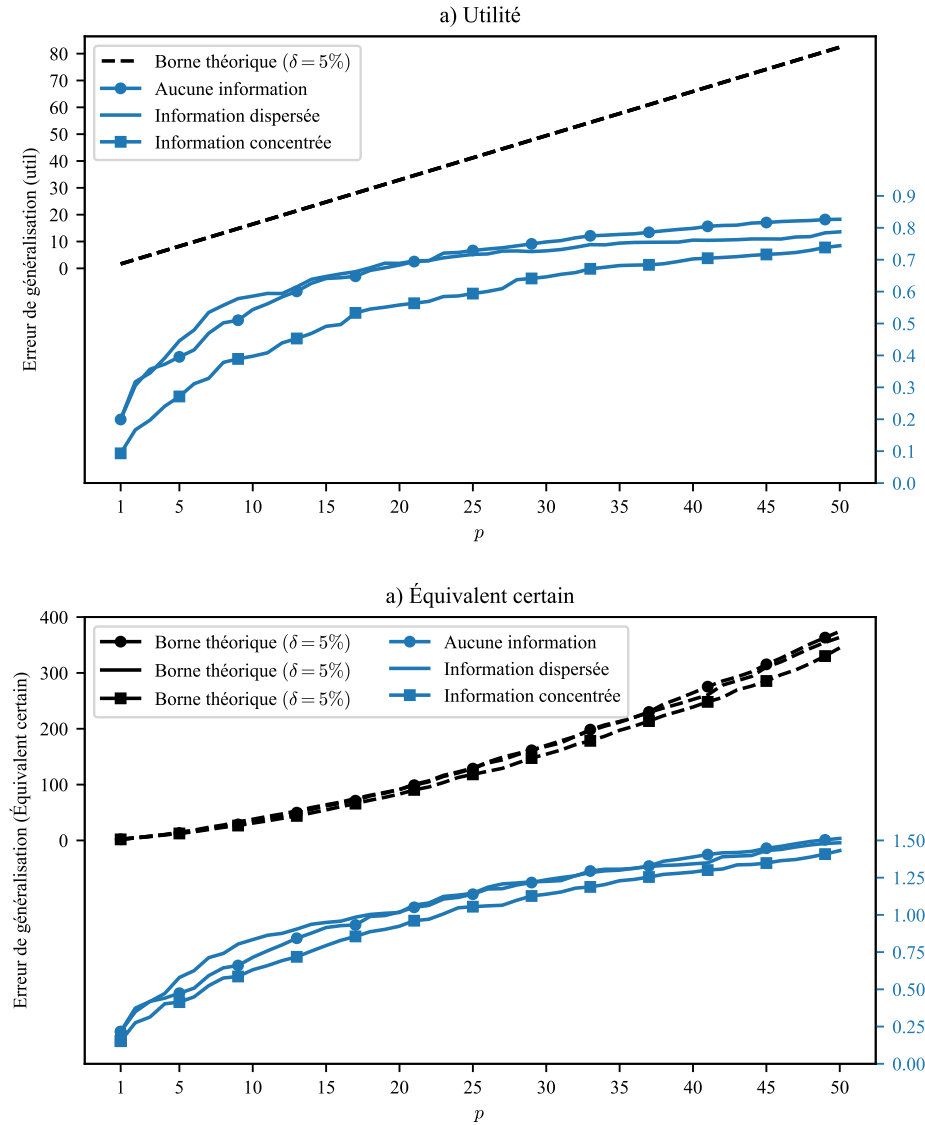 a) Utilité
80
70
60
50
40
30
20
10
0
Erreur de généralisation (util)
Borne théorique (δ = 5%)
Aucune information
Information dispersée
Information concentrée
0.9
0.8
0.7
0.6
0.5
0.4
0.3
0.2
0.1
0.0
1 5 10 15 20 25 30 35 40 45 50
p
a) Équivalent certain
400
300
200
100
0
Erreur de généralisation (Équivalent certain)
Borne théorique (δ = 5%) Aucune information
Borne théorique (δ = 5%) Information dispersée
Borne théorique (δ = 5%) Information concentrée
1.50
1.25
1.00
0.75
0.50
0.25
0.00
1 5 10 15 20 25 30 35 40 45 50
p